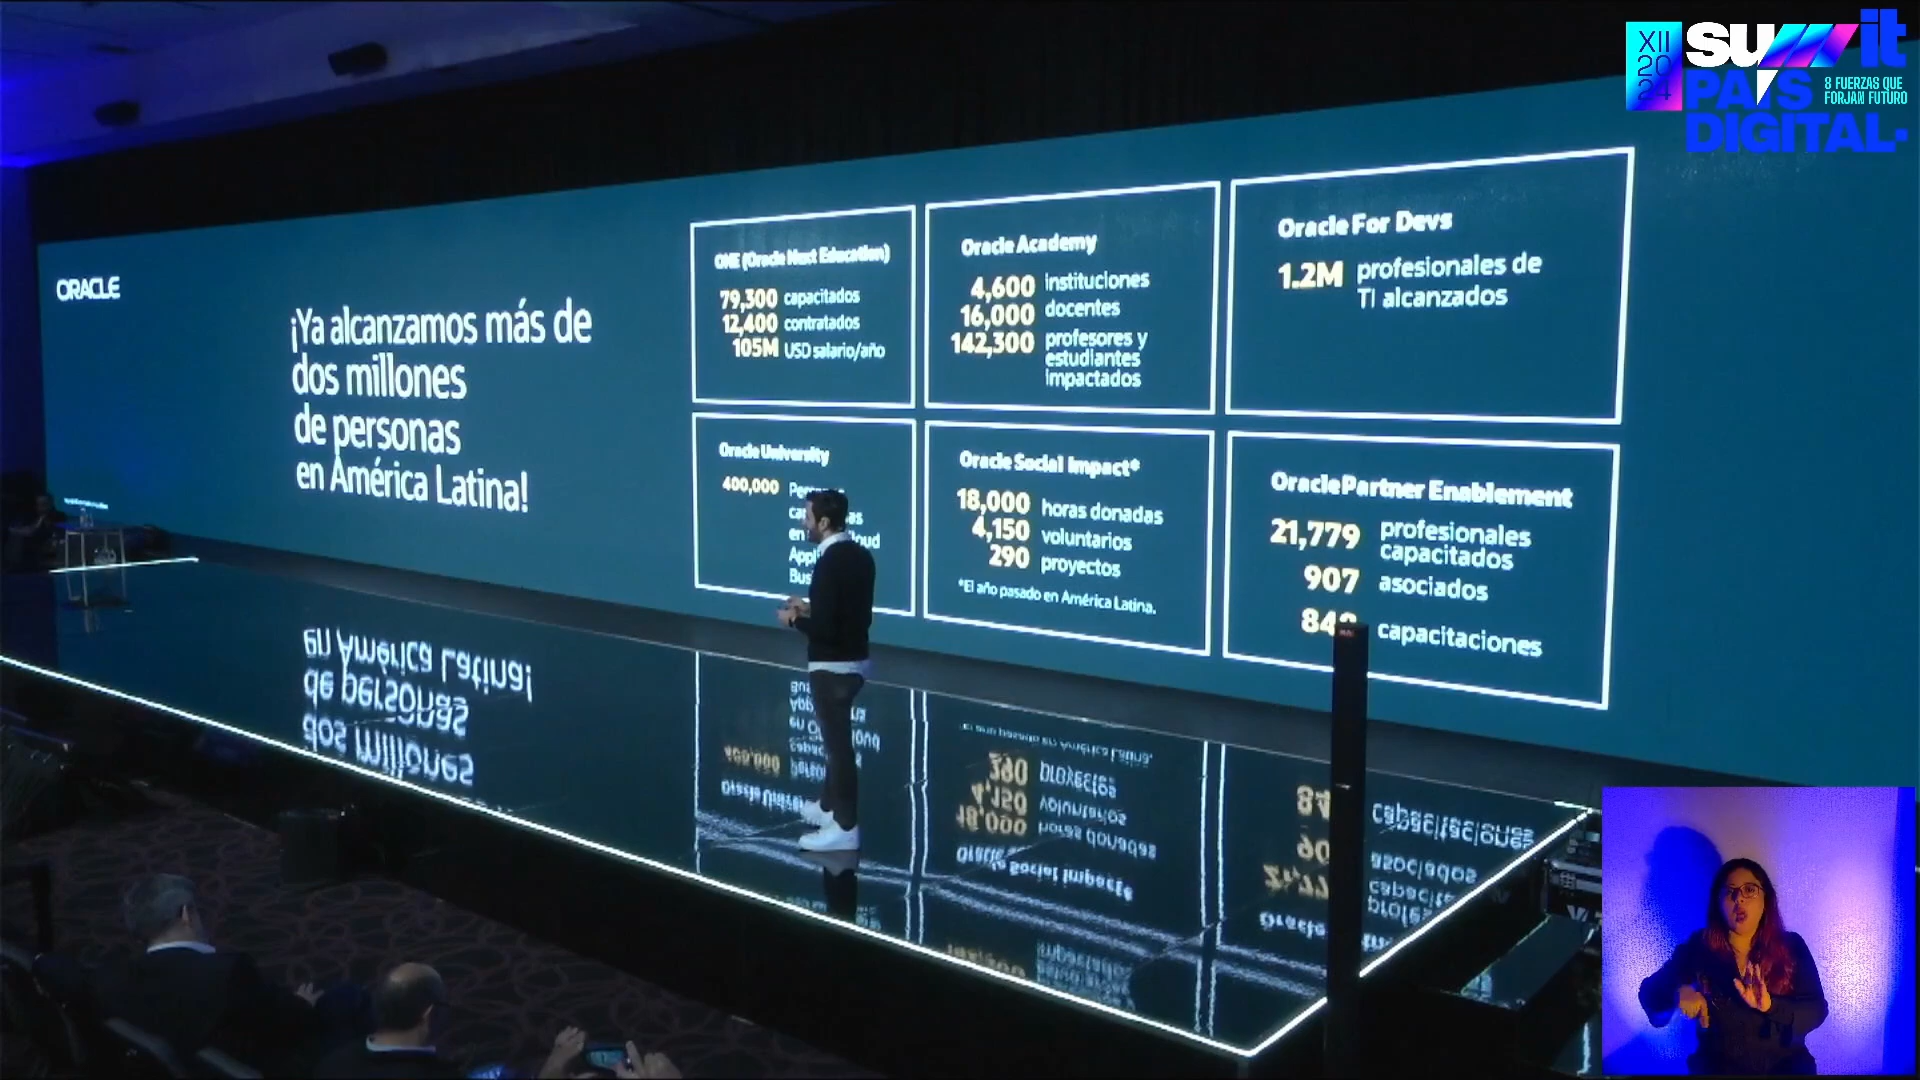 XII
20
24
summit
PAÍS
DIGITAL
8 FUERZAS QUE
FORJAN FUTURO
ORACLE
¡Ya alcanzamos más de
dos millones
de personas
en América Latina!
ONE (Oracle Next Education)
79,300 capacitados
12,400 contratados
105M USD salario/año
Oracle Academy
4,600 instituciones
16,000 docentes
142,300 profesores y
estudiantes
impactados
Oracle For Devs
1.2M profesionales de
TI alcanzados
Oracle University
400,000
en
Oracle Social Impact*
18,000 horas donadas
4,150 voluntarios
290 proyectos
*El año pasado en América Latina.
Oracle Partner Enablement
21,779 profesionales
capacitados
907 asociados
capacitaciones